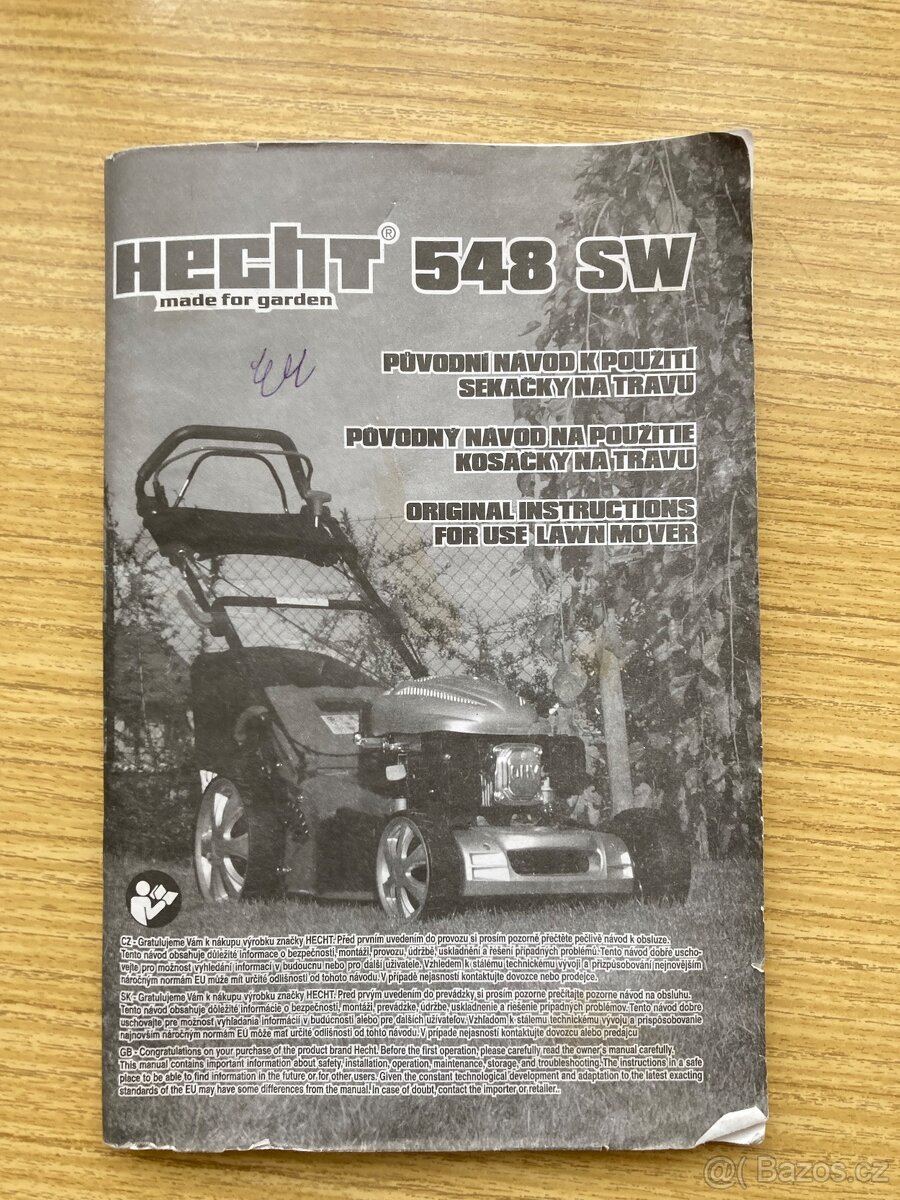 HECHT® 548 SW
made for garden
PŮVODNÍ NÁVOD K POUŽITÍ
SEKAČKY NA TRÁVU
PÔVODNÝ NÁVOD NA POUŽITIE
KOSAČKY NA TRÁVU
ORIGINAL INSTRUCTIONS
FOR USE LAWN MOVER
CZ - Gratulujeme Vám k nákupu výrobku značky HECHT. Před prvním uvedením do provozu si prosím pozorně přečtěte pečlivě návod k obsluze.
Tento návod obsahuje důležité informace o bezpečnosti, montáži, provozu, údržbě, uskladnění a řešení případných problémů. Tento návod dobře uscho-
vejte pro možnost vyhledání informací v budoucnu nebo pro další uživatele. Vzhledem k stálému technickému vývoji a přizpůsobování nejnovějším
náročným normám EU může mít určité odlišnosti od tohoto návodu. V případě nejasností kontaktujte dovozce nebo prodejce.
SK - Gratulujeme Vám k nákupu výrobku značky HECHT. Pred prvým uvedením do prevádzky si prosím pozorne prečítajte pozorne návod na obsluhu.
Tento návod obsahuje dôležité informácie o bezpečnosti, montáži, prevádzke, údržbe, uskladnenie a riešenie prípadných problémov. Tento návod dobre
uschovajte pre možnosť vyhľadania informácií v budúcnosti alebo pre ďalších užívateľov. Vzhľadom k stálemu technickému vývoju a prispôsobovanie
najnovším náročným normám EU môže mať určité odlišnosti od tohoto návodu. V prípade nejasností kontaktujte dovozcu alebo predajcu
GB - Congratulations on your purchase of the product brand Hecht. Before the first operation, please carefully read the owner's manual carefully.
This manual contains important information about safety, installation, operation, maintenance, storage, and troubleshooting. The instructions in a safe
place to be able to find information in the future or for other users. Given the constant technological development and adaptation to the latest exacting
standards of the EU may have some differences from the manual. In case of doubt, contact the importer or retailer..
@( Bazos.cz